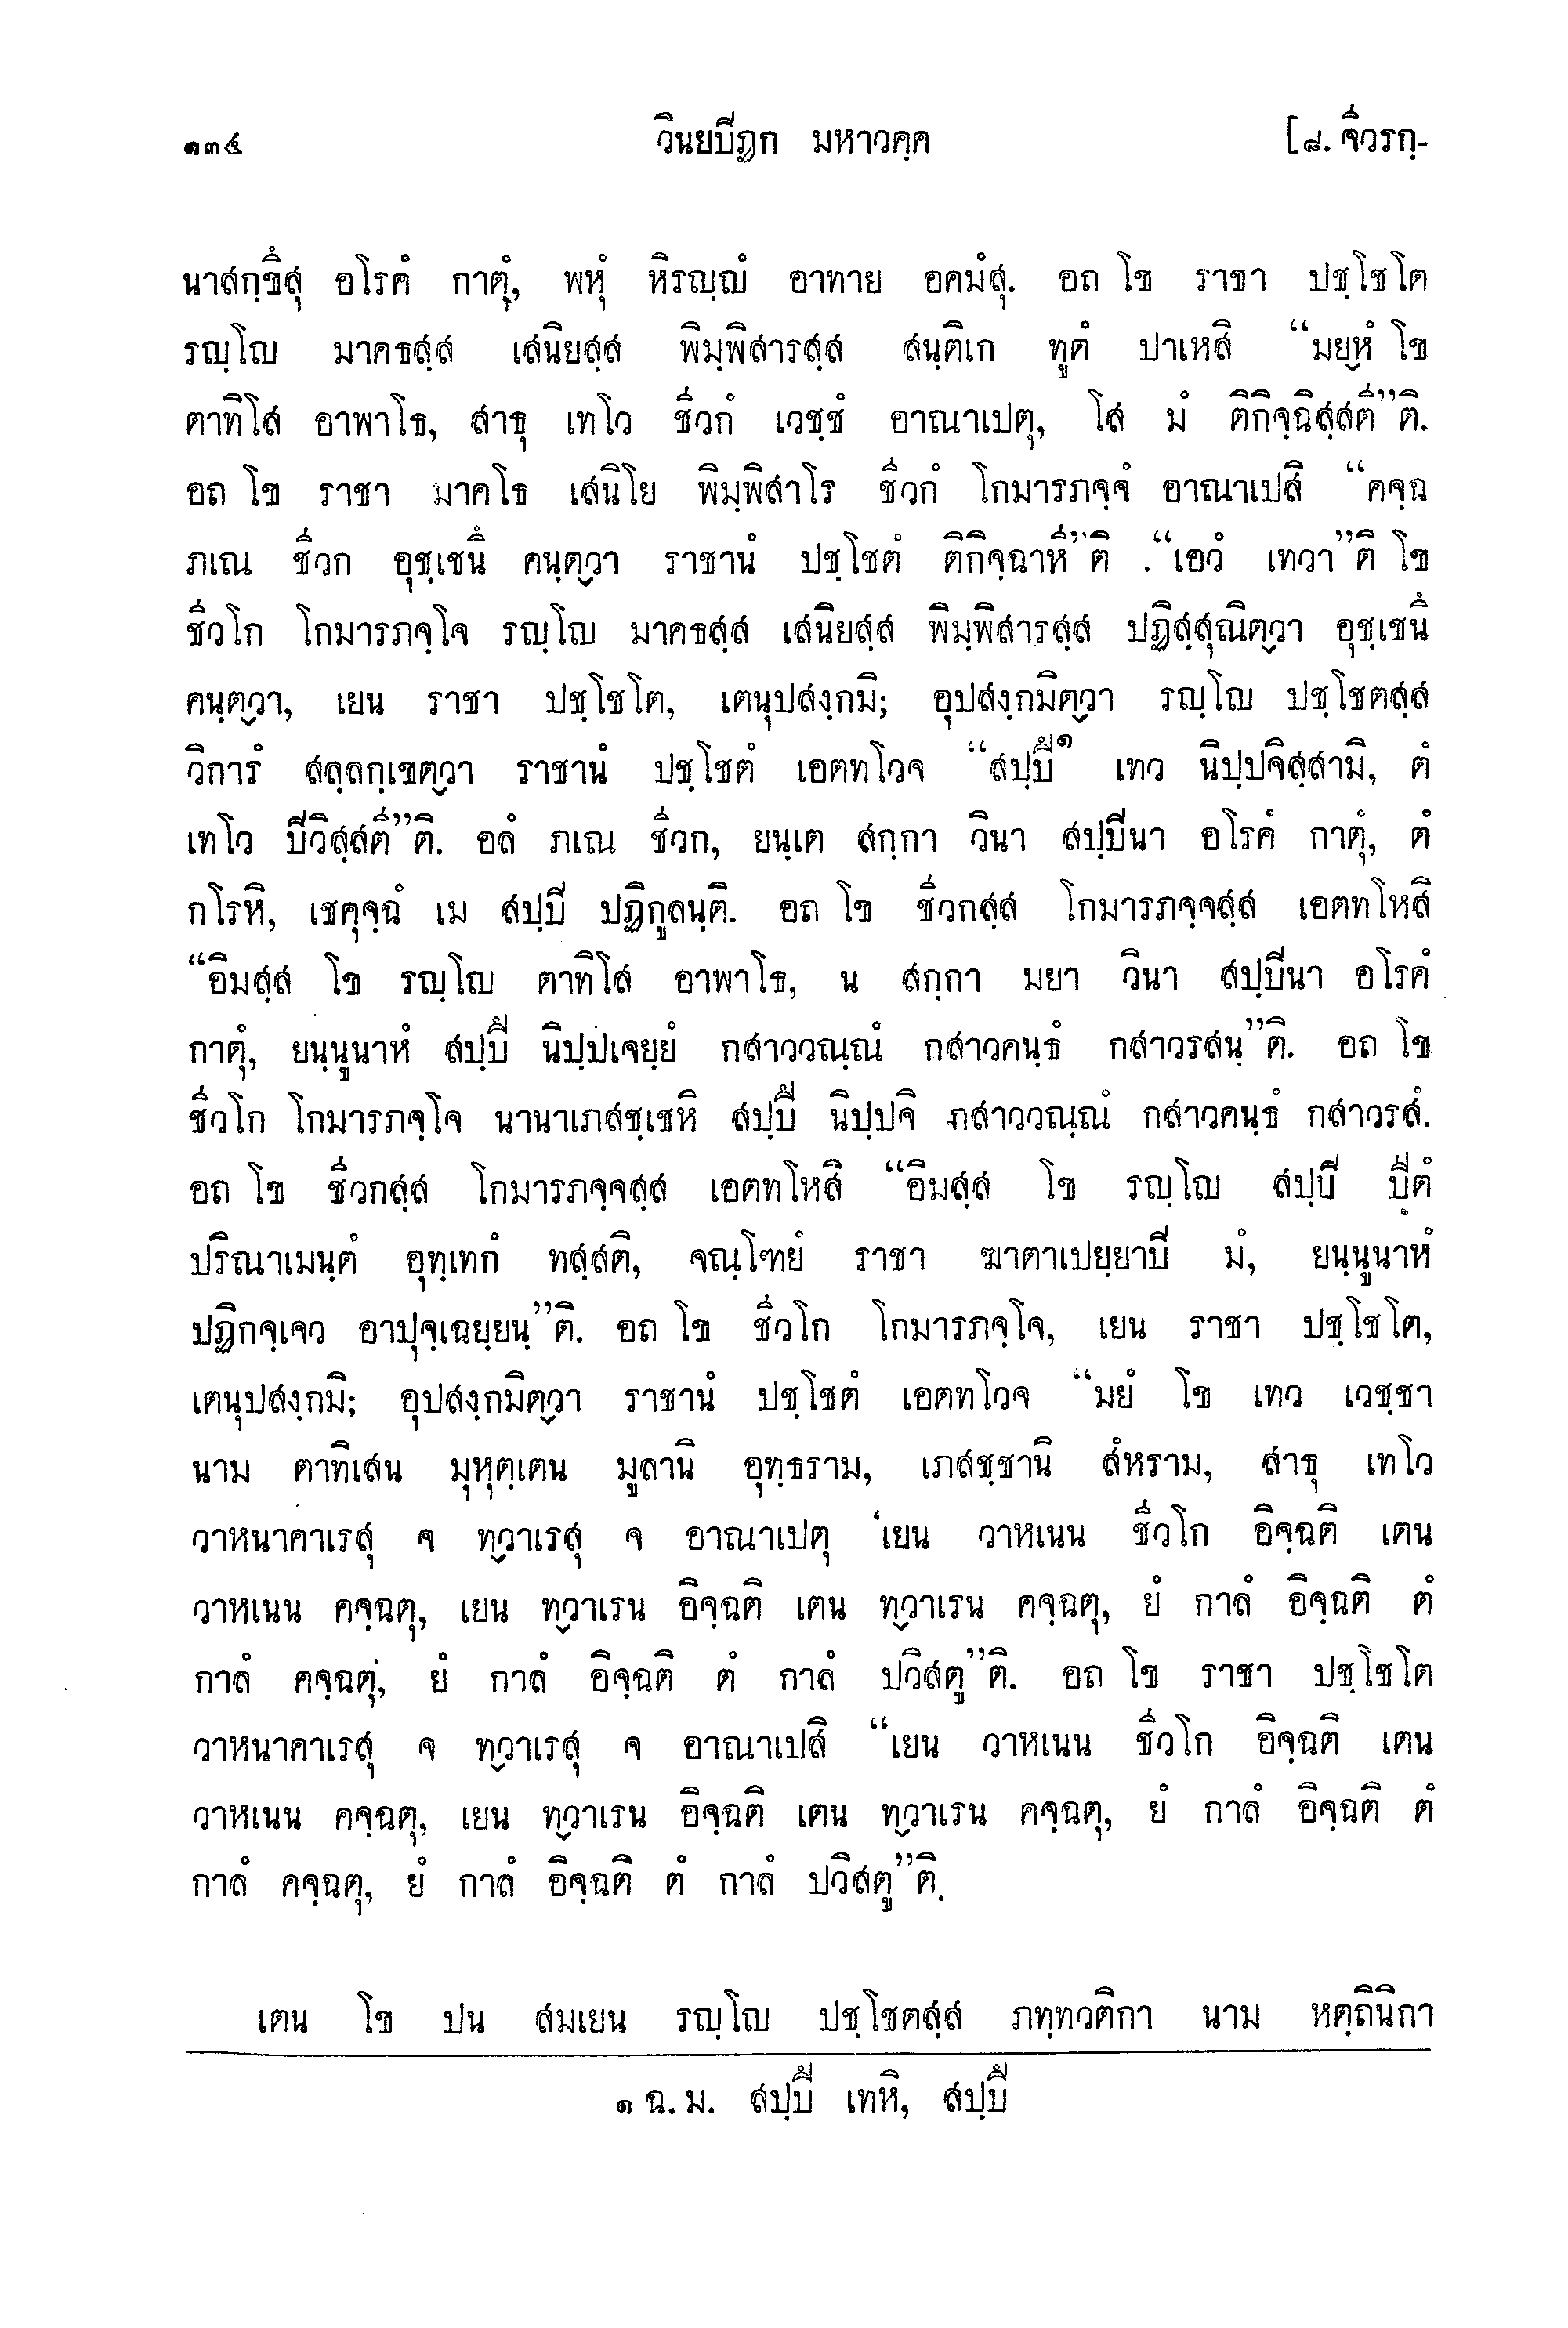 ๑๓๔ วินยปิฏก มหาวคฺค [๘. จีวรกฺ-
นาสกฺขึสุ อโรคํ กาตุํ, พหุํ หิรญฺญํ อาทาย อคมํสุ. อถ โข ราชา ปชฺโชโต
รญฺโญ มาคธสฺส เสนิยสฺส พิมฺพิสารสฺส สนฺติเก ทูตํ ปาเหสิ “มยฺหํ โข
ตาทิโส อาพาโธ, สาธุ เทโว ชีวกํ เวชฺชํ อาณาเปตุ, โส มํ ติกิจฺฉิสฺสตี”ติ.
อถ โข ราชา มาคโธ เสนิโย พิมฺพิสาโร ชีวกํ โกมารภจฺจํ อาณาเปสิ “คจฺฉ
ภเณ ชีวก อุชฺเชนึ คนฺตฺวา ราชานํ ปชฺโชตํ ติกิจฺฉาหี”ติ . “เอวํ เทวา”ติ โข
ชีวโก โกมารภจฺโจ รญฺโญ มาคธสฺส เสนิยสฺส พิมฺพิสารสฺส ปฏิสฺสุณิตฺวา อุชฺเชนึ
คนฺตฺวา, เยน ราชา ปชฺโชโต, เตนุปสงฺกมิ; อุปสงฺกมิตฺวา รญฺโญ ปชฺโชตสฺส
วิการํ สลฺลกฺเขตฺวา ราชานํ ปชฺโชตํ เอตทโวจ “สปฺปึ๑ เทว นิปฺปจิสฺสามิ, ตํ
เทโว ปิวิสฺสตี”ติ. อลํ ภเณ ชีวก, ยนฺเต สกฺกา วินา สปฺปินา อโรคํ กาตุํ, ตํ
กโรหิ, เชคุจฺฉํ เม สปฺปิ ปฏิกูลนฺติ. อถ โข ชีวกสฺส โกมารภจฺจสฺส เอตทโหสิ
“อิมสฺส โข รญฺโญ ตาทิโส อาพาโธ, น สกฺกา มยา วินา สปฺปินา อโรคํ
กาตุํ, ยนฺนูนาหํ สปฺปึ นิปฺปเจยฺยํ กสาววณฺณํ กสาวคนฺธํ กสาวรสนฺ”ติ. อถ โข
ชีวโก โกมารภจฺโจ นานาเภสชฺเชหิ สปฺปึ นิปฺปจิ กสาววณฺณํ กสาวคนฺธํ กสาวรสํ.
อถ โข ชีวกสฺส โกมารภจฺจสฺส เอตทโหสิ “อิมสฺส โข รญฺโญ สปฺปิ ปีตํ
ปริณาเมนฺตํ อุทฺเทกํ ทสฺสติ, จณฺโฑยํ ราชา ฆาตาเปยฺยาปิ มํ, ยนฺนูนาหํ
ปฏิกจฺเจว อาปุจฺเฉยฺยนฺ”ติ. อถ โข ชีวโก โกมารภจฺโจ, เยน ราชา ปชฺโชโต,
เตนุปสงฺกมิ; อุปสงฺกมิตฺวา ราชานํ ปชฺโชตํ เอตทโวจ “มยํ โข เทว เวชฺชา
นาม ตาทิเสน มุหุตฺเตน มูลานิ อุทฺธราม, เภสชฺชานิ สํหราม, สาธุ เทโว
วาหนาคาเรสุ จ ทฺวาเรสุ จ อาณาเปตุ ‘เยน วาหเนน ชีวโก อิจฺฉติ เตน
วาหเนน คจฺฉตุ, เยน ทฺวาเรน อิจฺฉติ เตน ทฺวาเรน คจฺฉตุ, ยํ กาลํ อิจฺฉติ ตํ
กาลํ คจฺฉตุ, ยํ กาลํ อิจฺฉติ ตํ กาลํ ปวิสตู”ติ. อถ โข ราชา ปชฺโชโต
วาหนาคาเรสุ จ ทฺวาเรสุ จ อาณาเปสิ “เยน วาหเนน ชีวโก อิจฺฉติ เตน
วาหเนน คจฺฉตุ, เยน ทฺวาเรน อิจฺฉติ เตน ทฺวาเรน คจฺฉตุ, ยํ กาลํ อิจฺฉติ ตํ
กาลํ คจฺฉตุ, ยํ กาลํ อิจฺฉติ ตํ กาลํ ปวิสตู”ติ.
เตน โข ปน สมเยน รญฺโญ ปชฺโชตสฺส ภทฺทวติกา นาม หตฺถินิกา
๑ ฉ. ม. สปฺปึ เทหิ, สปฺปึ